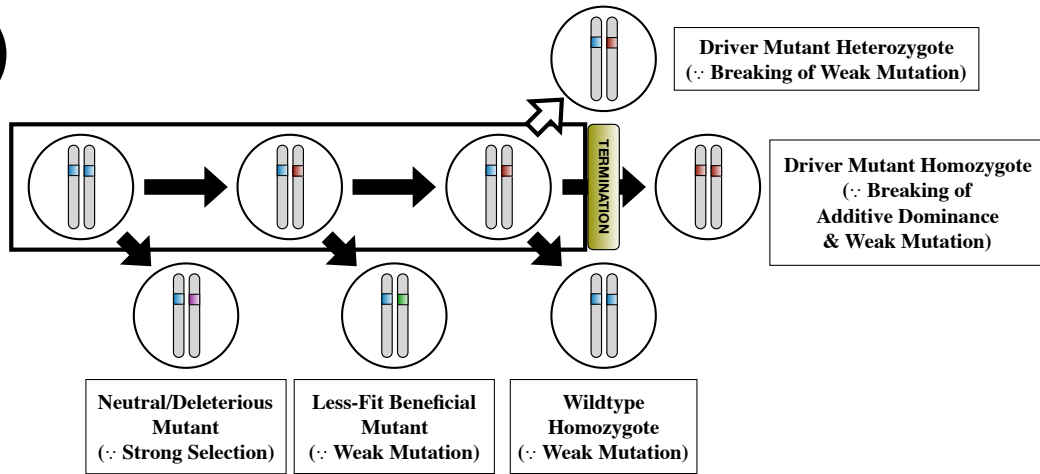 Driver Mutant Heterozygote
(∵ Breaking of Weak Mutation)
TERMINATION
Driver Mutant Homozygote
(∵ Breaking of
Additive Dominance
& Weak Mutation)
Neutral/Deleterious
Mutant
(∵ Strong Selection)
Less-Fit Beneficial
Mutant
(∵ Weak Mutation)
Wildtype
Homozygote
(∵ Weak Mutation)